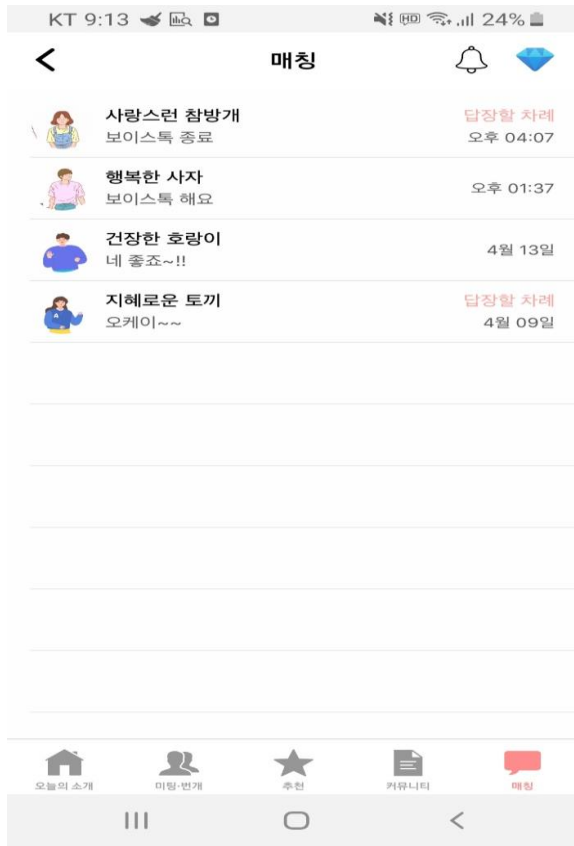 KT 9:13
HD 24%
매칭
사랑스런 참방개
답장할 차례
보이스톡 종료
오후 04:07
행복한 사자
보이스톡 해요
오후 01:37
건장한 호랑이
네 좋죠~!!
4월 13일
지혜로운 토끼
답장할 차례
오케이~~
4월 09일
오늘의 소개
미팅·번개
추천
커뮤니티
매칭